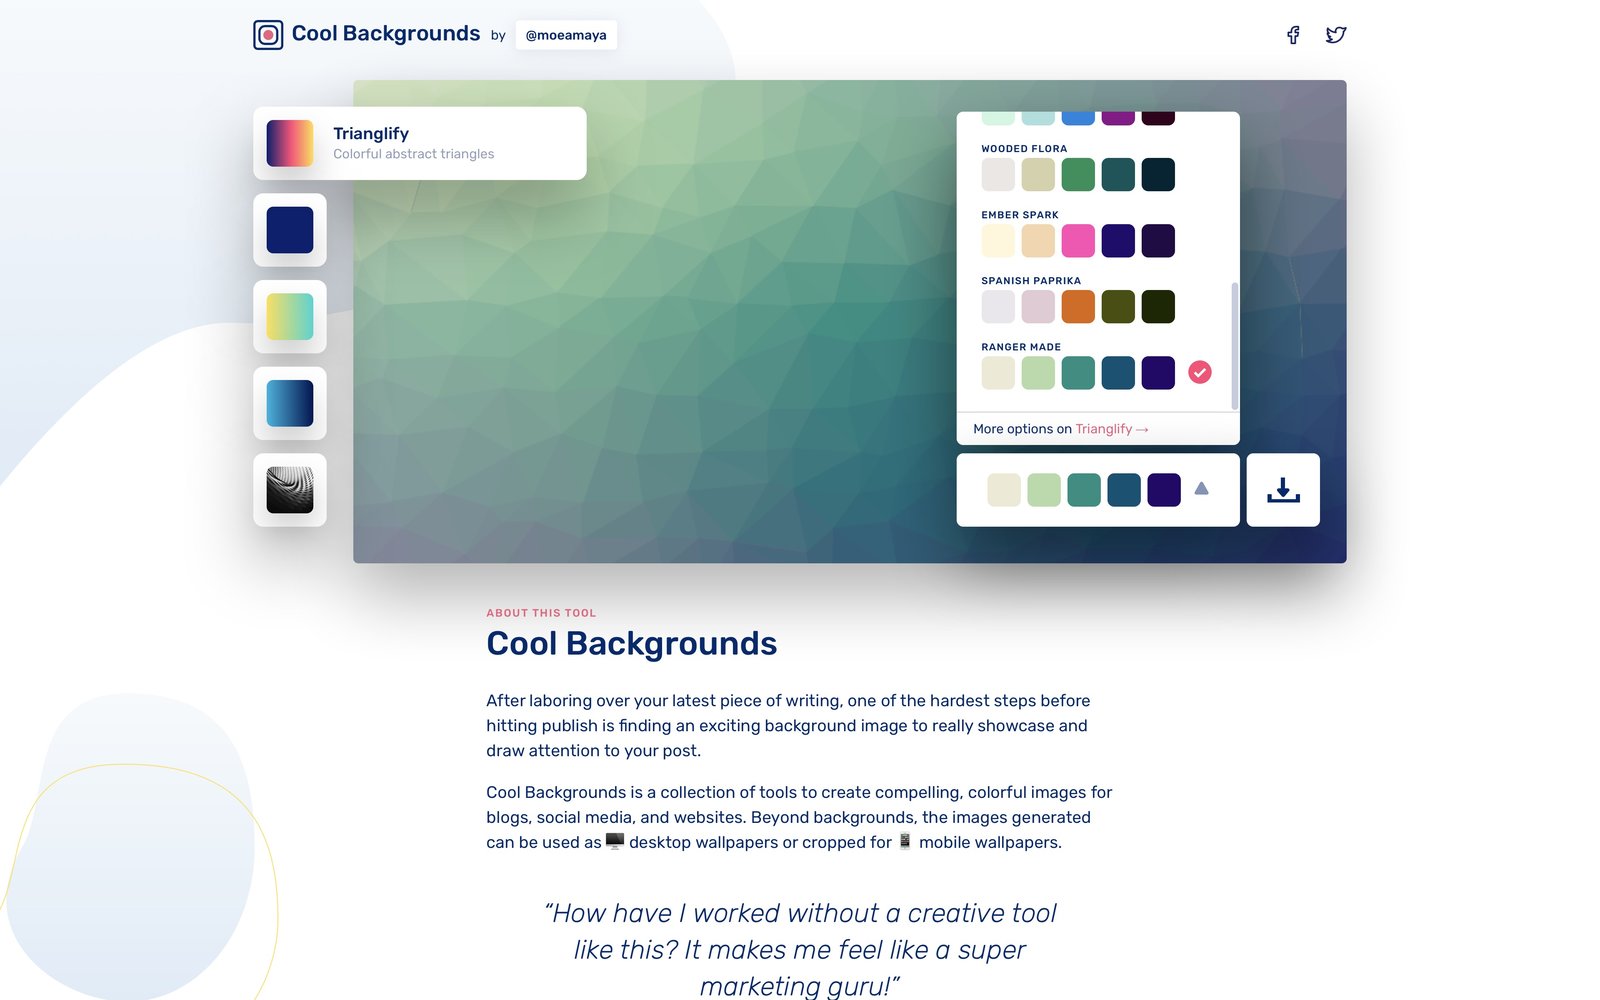 Cool Backgrounds by @moeamaya
Trianglify
Colorful abstract triangles
WOODED FLORA
EMBER SPARK
SPANISH PAPRIKA
RANGER MADE
More options on Trianglify →
ABOUT THIS TOOL
Cool Backgrounds
After laboring over your latest piece of writing, one of the hardest steps before
hitting publish is finding an exciting background image to really showcase and
draw attention to your post.
Cool Backgrounds is a collection of tools to create compelling, colorful images for
blogs, social media, and websites. Beyond backgrounds, the images generated
can be used as 🖥 desktop wallpapers or cropped for 📱 mobile wallpapers.
“How have I worked without a creative tool
like this? It makes me feel like a super
marketing guru!”